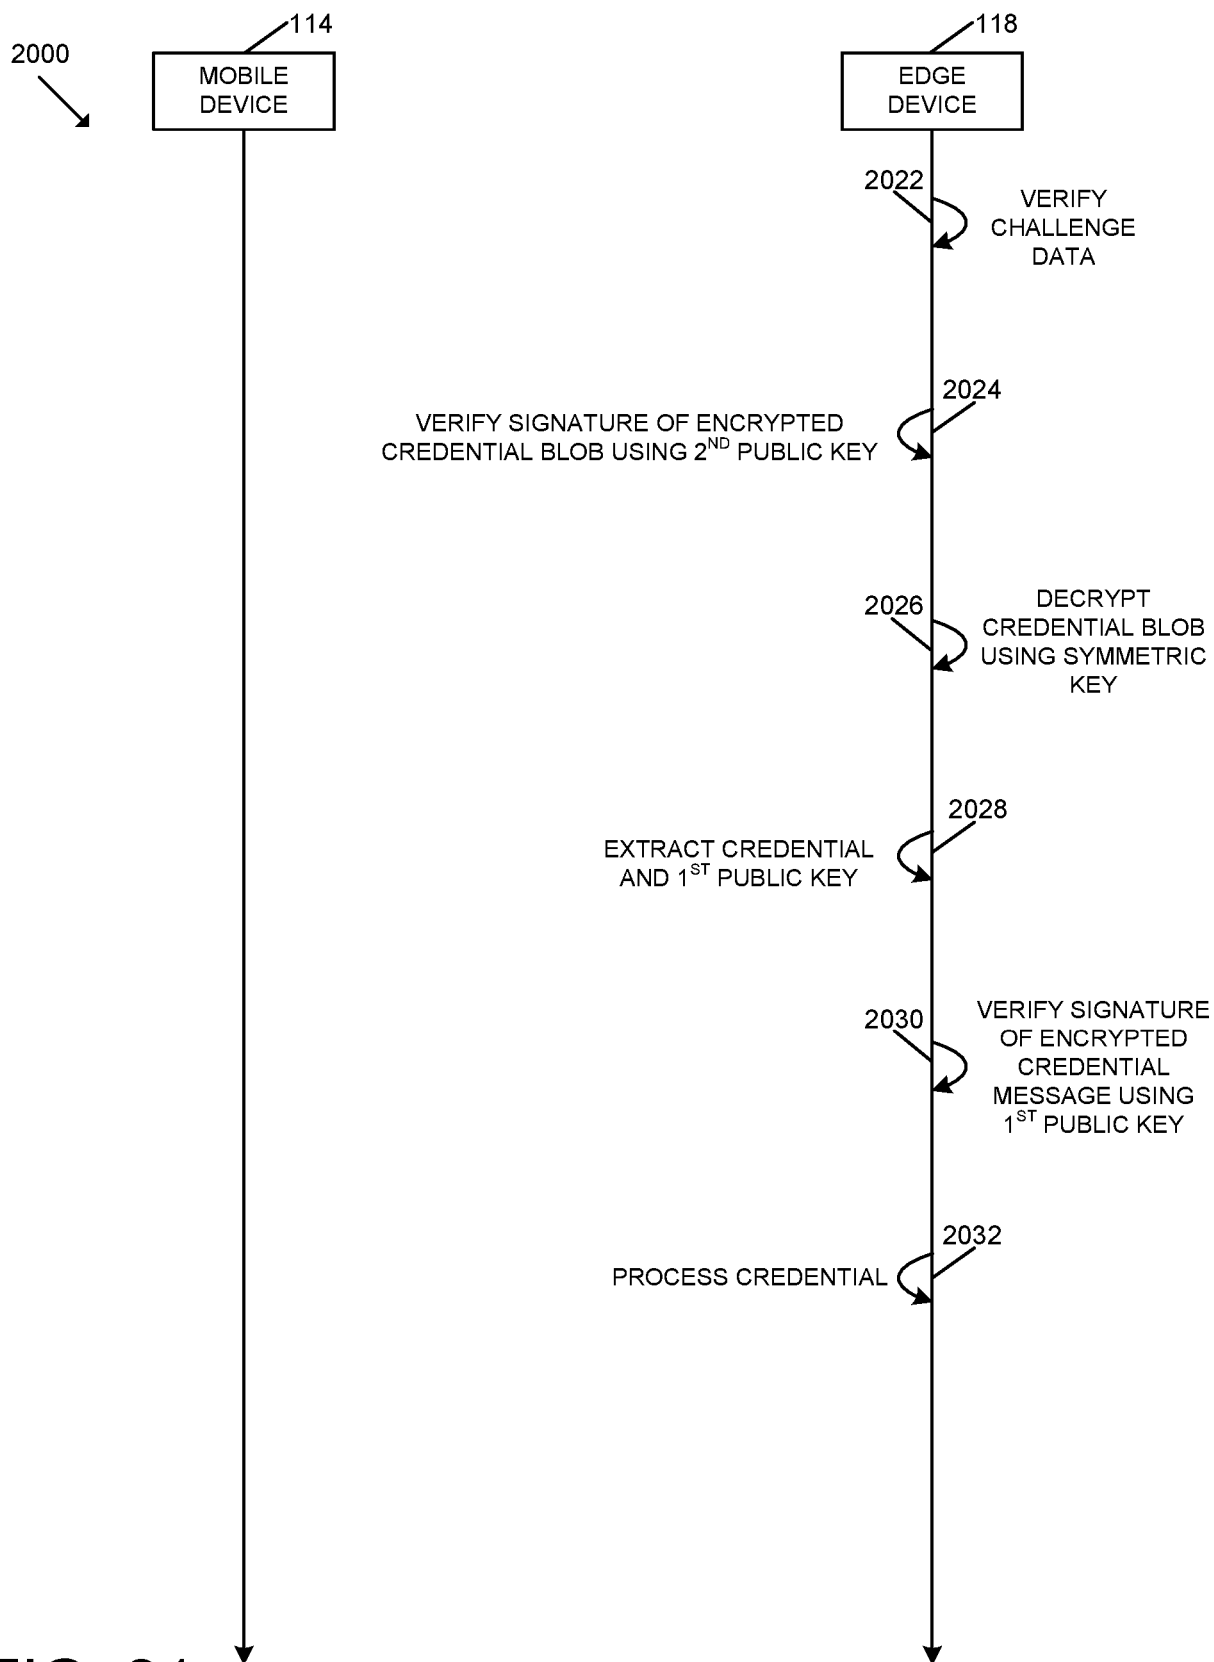 2000
114
MOBILE
DEVICE
118
EDGE
DEVICE
2022
VERIFY
CHALLENGE
DATA
2024
VERIFY SIGNATURE OF ENCRYPTED
CREDENTIAL BLOB USING 2ND PUBLIC KEY
2026
DECRYPT
CREDENTIAL BLOB
USING SYMMETRIC
KEY
2028
EXTRACT CREDENTIAL
AND 1ST PUBLIC KEY
2030
VERIFY SIGNATURE
OF ENCRYPTED
CREDENTIAL
MESSAGE USING
1ST PUBLIC KEY
2032
PROCESS CREDENTIAL